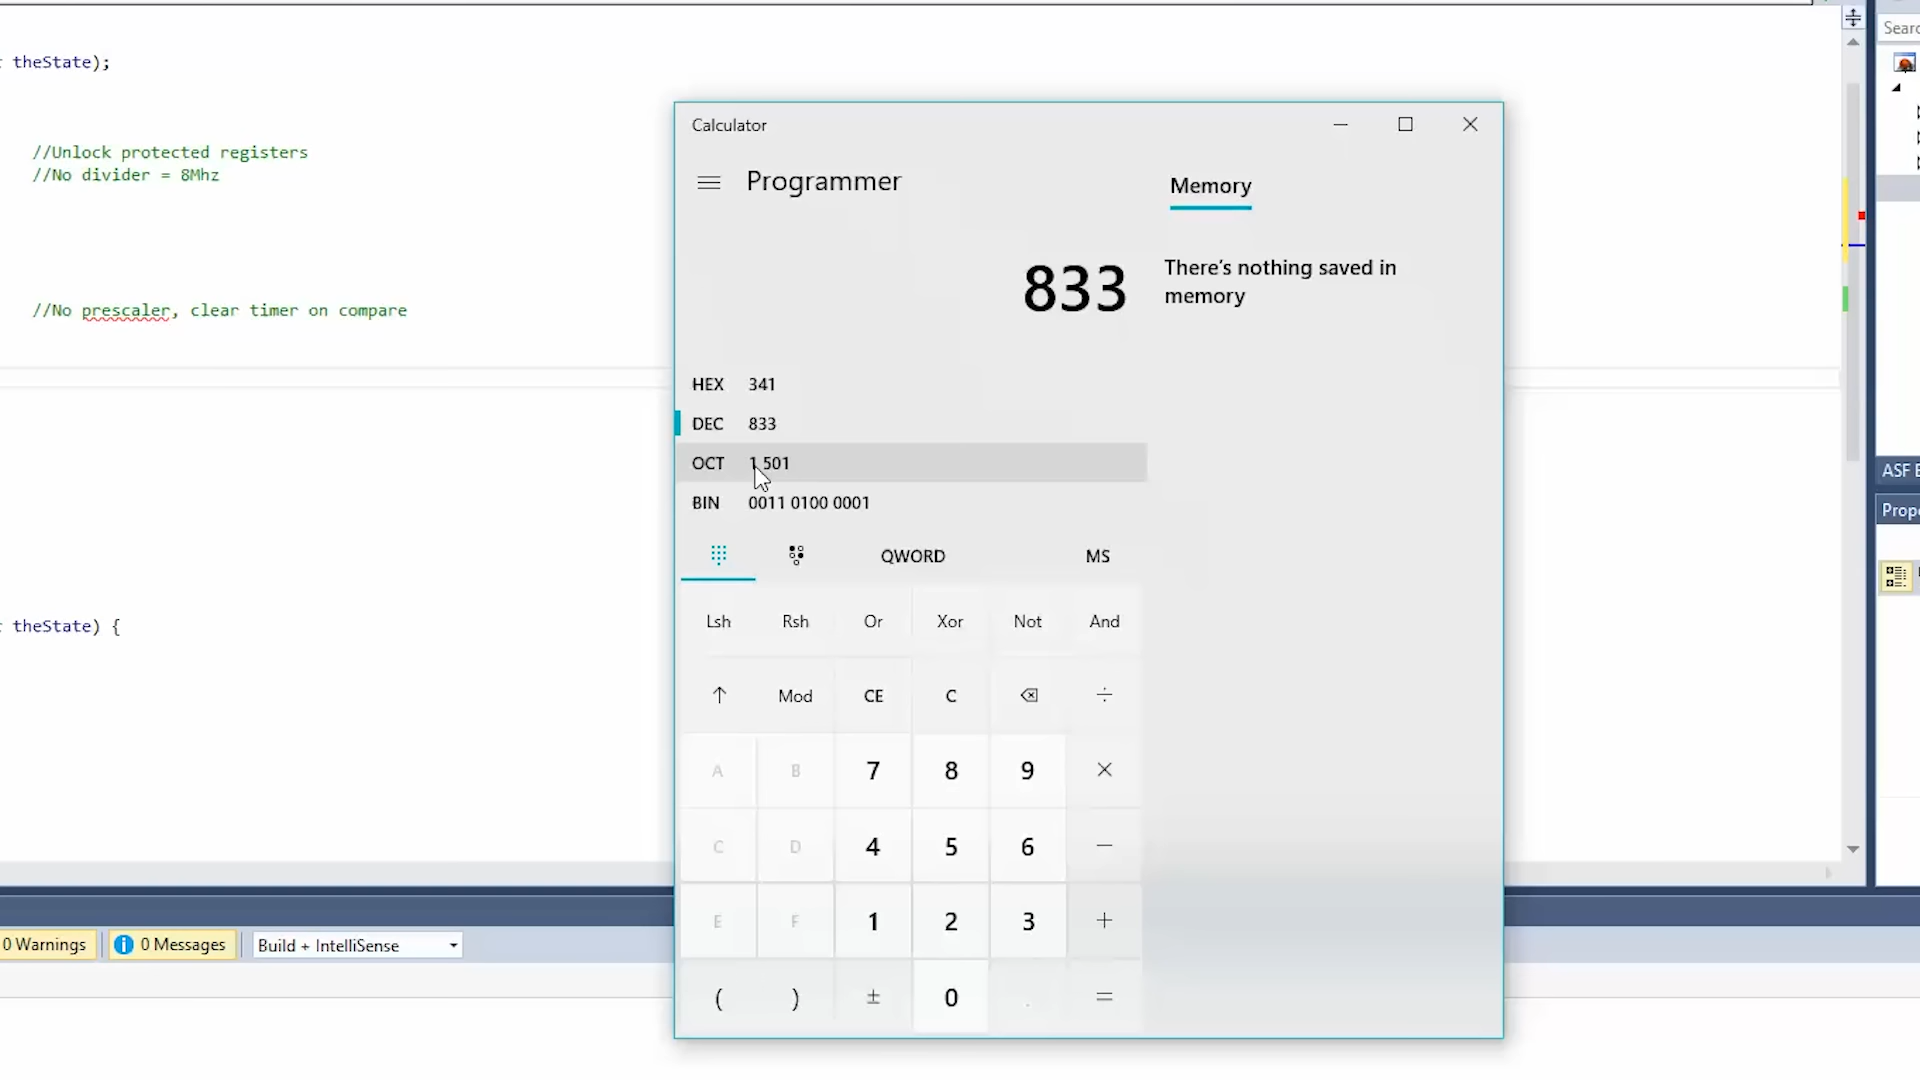 theState);
//Unlock protected registers
//No divider = 8Mhz
//No prescaler, clear timer on compare
theState) {
0 Warnings
0 Messages
Build + IntelliSense
Calculator
Programmer
833
HEX 341
DEC 833
OCT 1 501
BIN 0011 0100 0001
QWORD MS
Lsh Rsh Or Xor Not And
↑ Mod CE C ÷
A B 7 8 9 ×
C D 4 5 6 −
E F 1 2 3 +
( ) ± 0 . =
Memory
There's nothing saved in
memory
Searc
ASF E
Prope